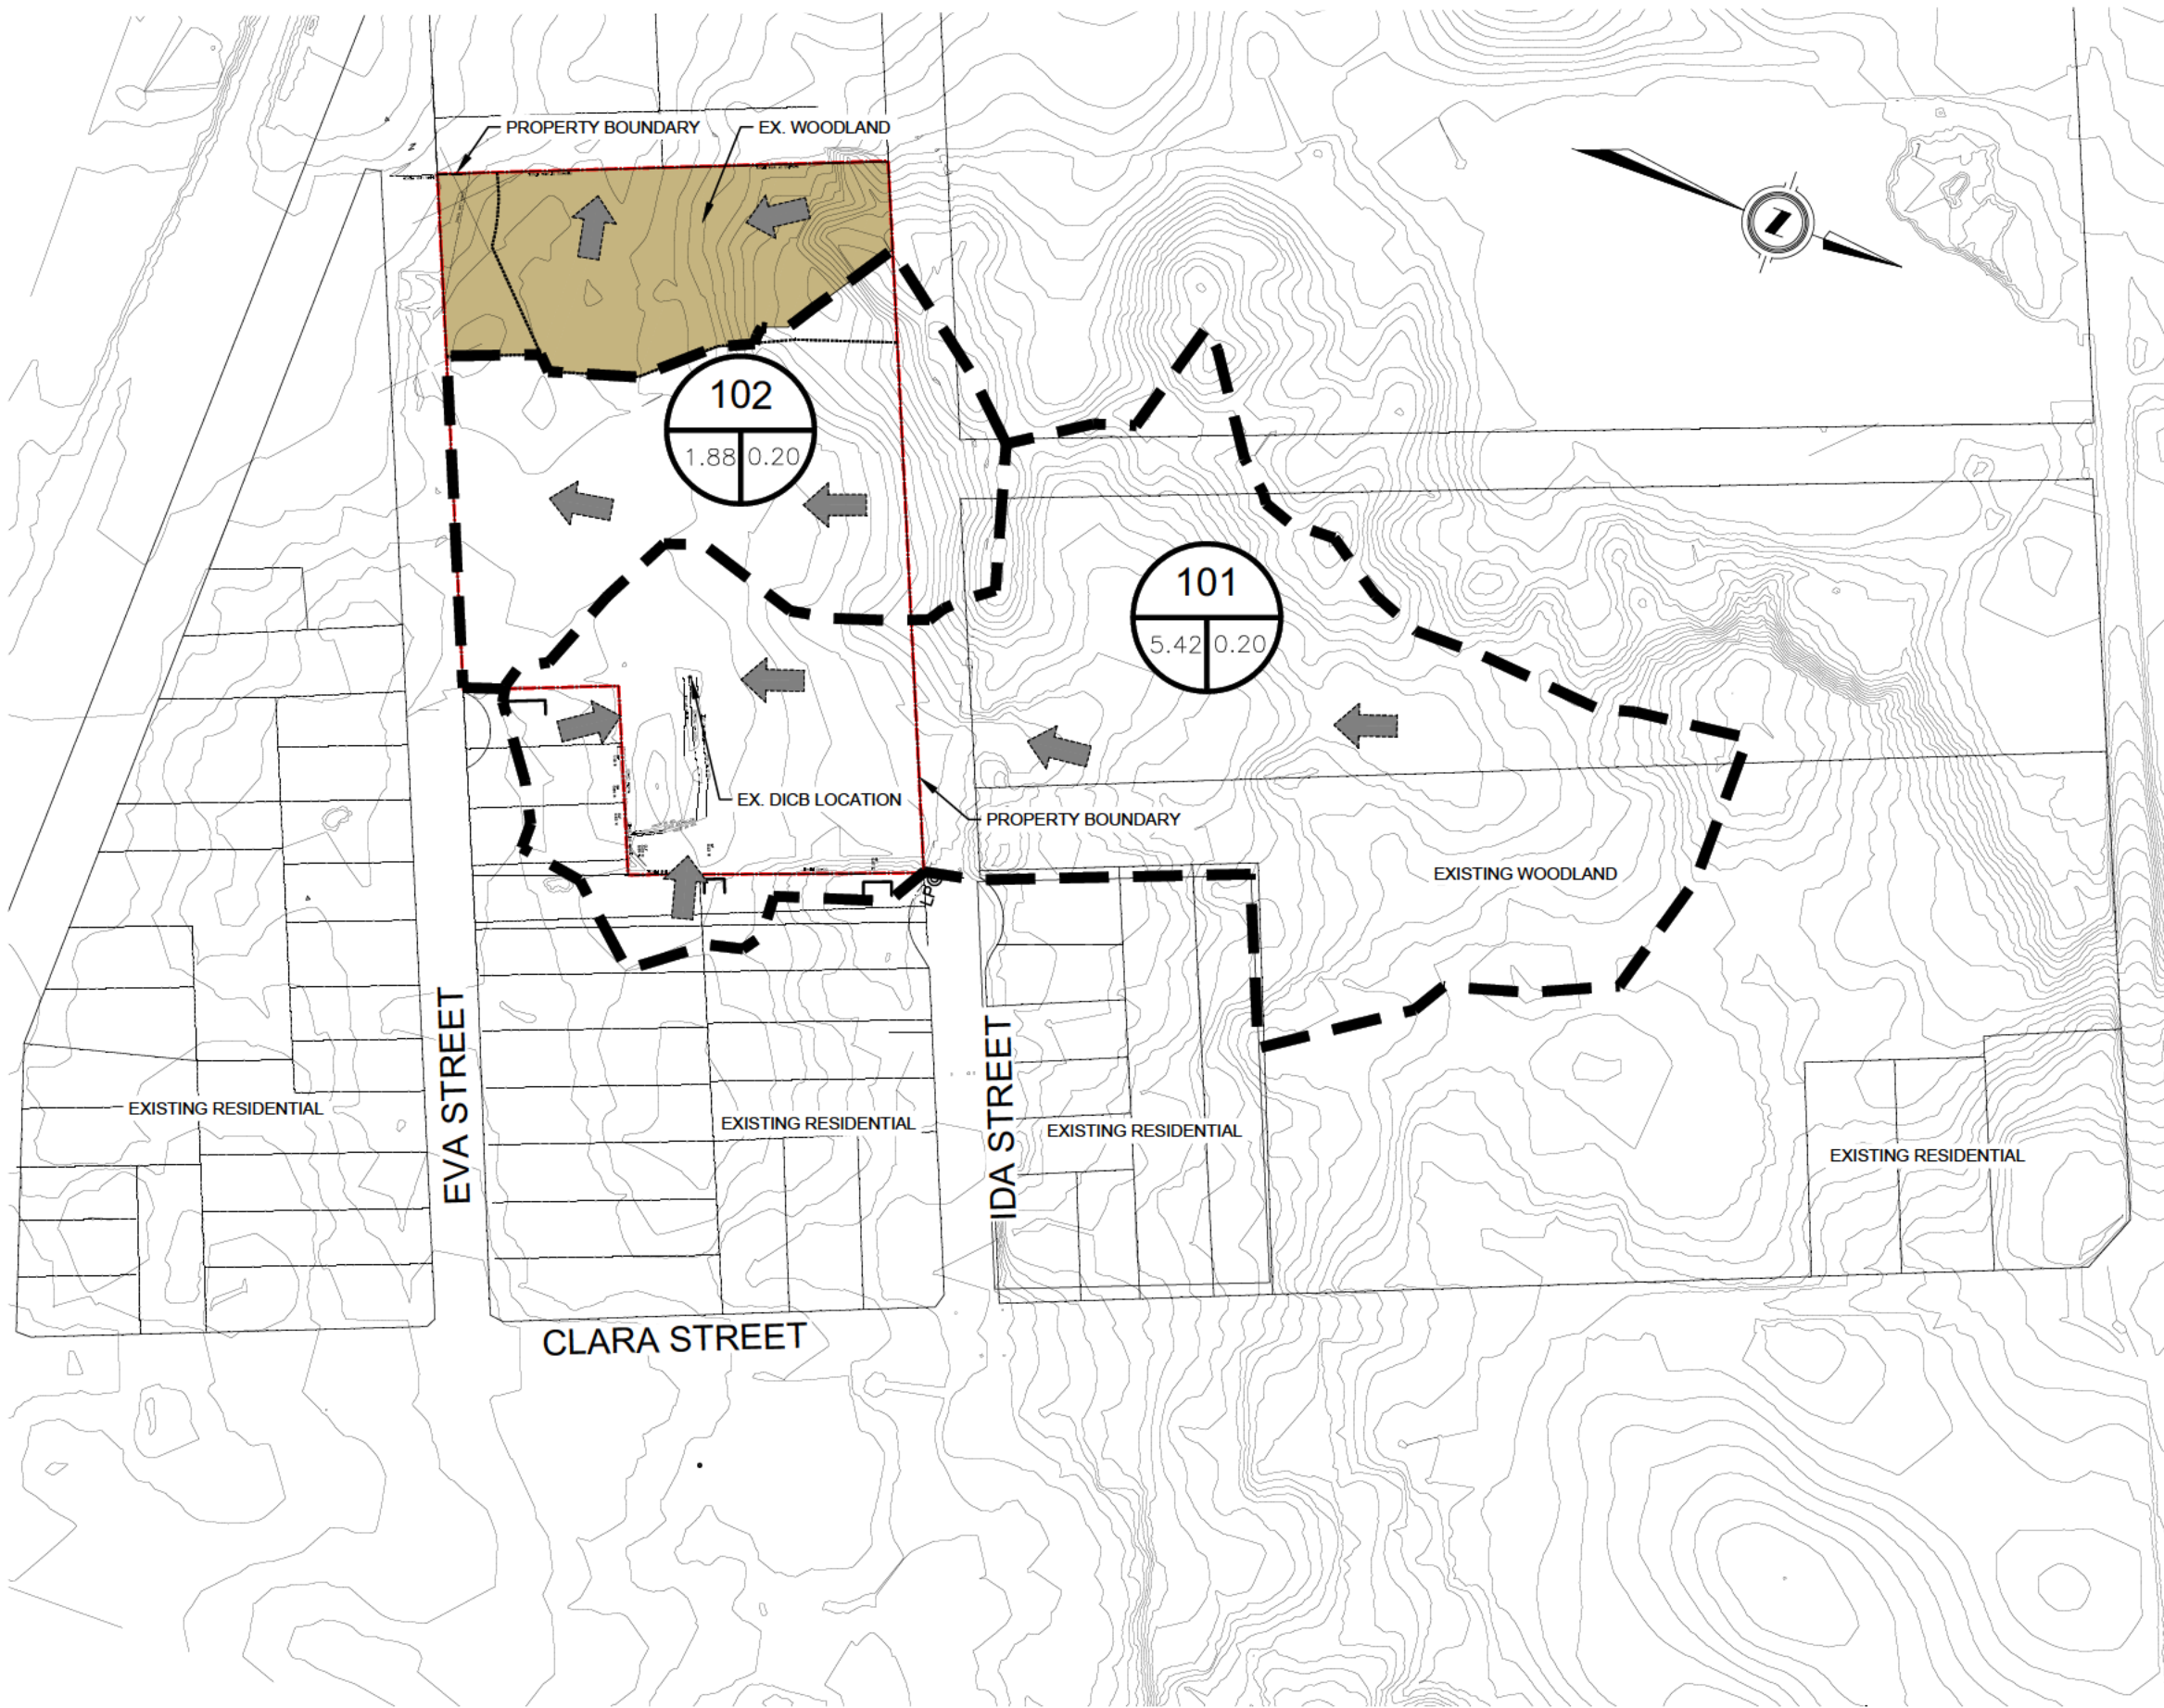 PROPERTY BOUNDARY
EX. WOODLAND
102
1.88 0.20
101
5.42 0.20
EX. DICB LOCATION
PROPERTY BOUNDARY
EXISTING WOODLAND
LP
EVA STREET
IDA STREET
EXISTING RESIDENTIAL
EXISTING RESIDENTIAL
EXISTING RESIDENTIAL
EXISTING RESIDENTIAL
CLARA STREET